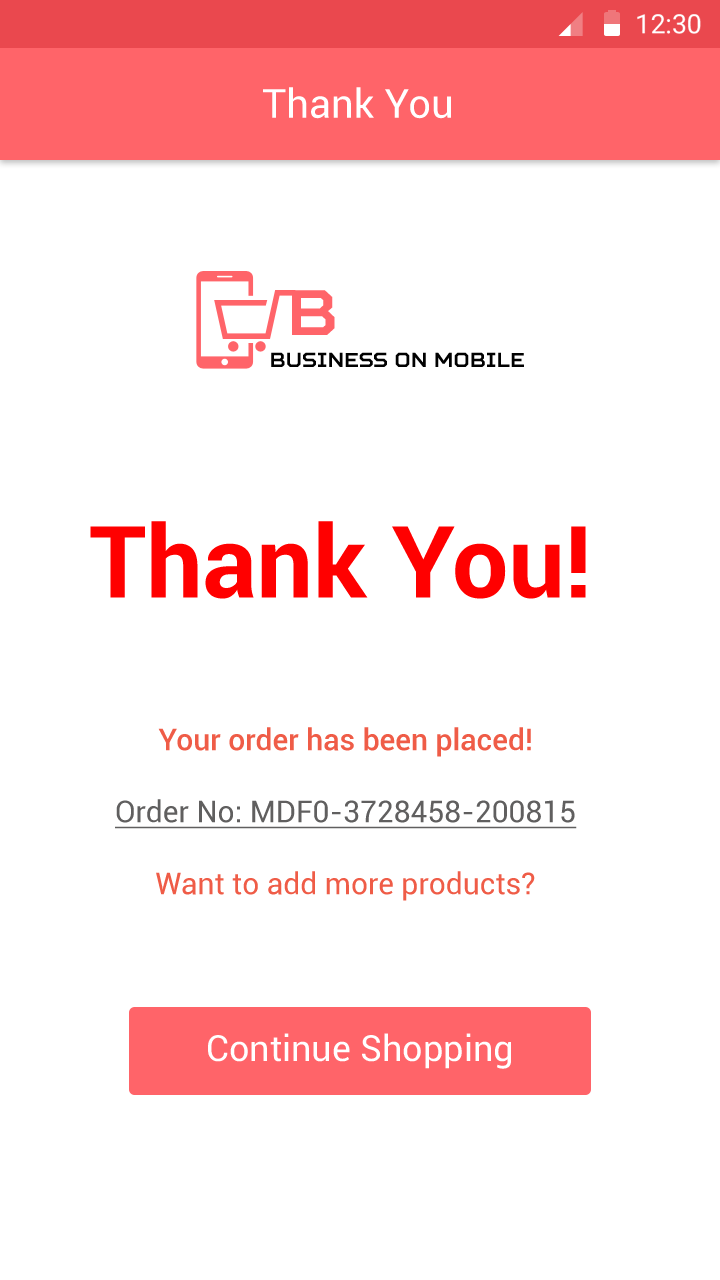 12:30
Thank You
B
BUSINESS ON MOBILE
Thank You!
Your order has been placed!
Order No: MDF0-3728458-200815
Want to add more products?
Continue Shopping